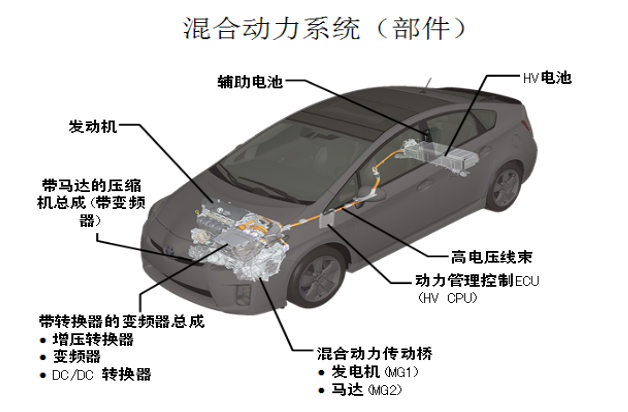 混合动力系统（部件）
辅助电池
HV电池
发动机
带马达的压缩
机总成(带变频
器)
高电压线束
动力管理控制ECU
(HV CPU)
带转换器的变频器总成
● 增压转换器
● 变频器
● DC/DC 转换器
混合动力传动桥
● 发电机(MG1)
● 马达(MG2)